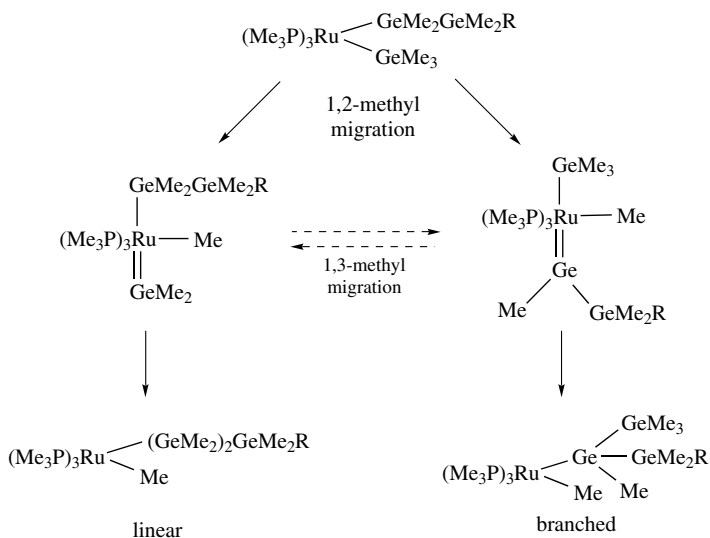 GeMe2GeMe2R
(Me3P)3Ru
GeMe3
1,2-methyl
migration
GeMe2GeMe2R
(Me3P)3Ru Me
GeMe2
1,3-methyl
migration
GeMe3
(Me3P)3Ru Me
Ge
Me
GeMe2R
(Me3P)3Ru (GeMe2)2GeMe2R
Me
linear
GeMe3
(Me3P)3Ru Ge GeMe2R
Me Me
branched